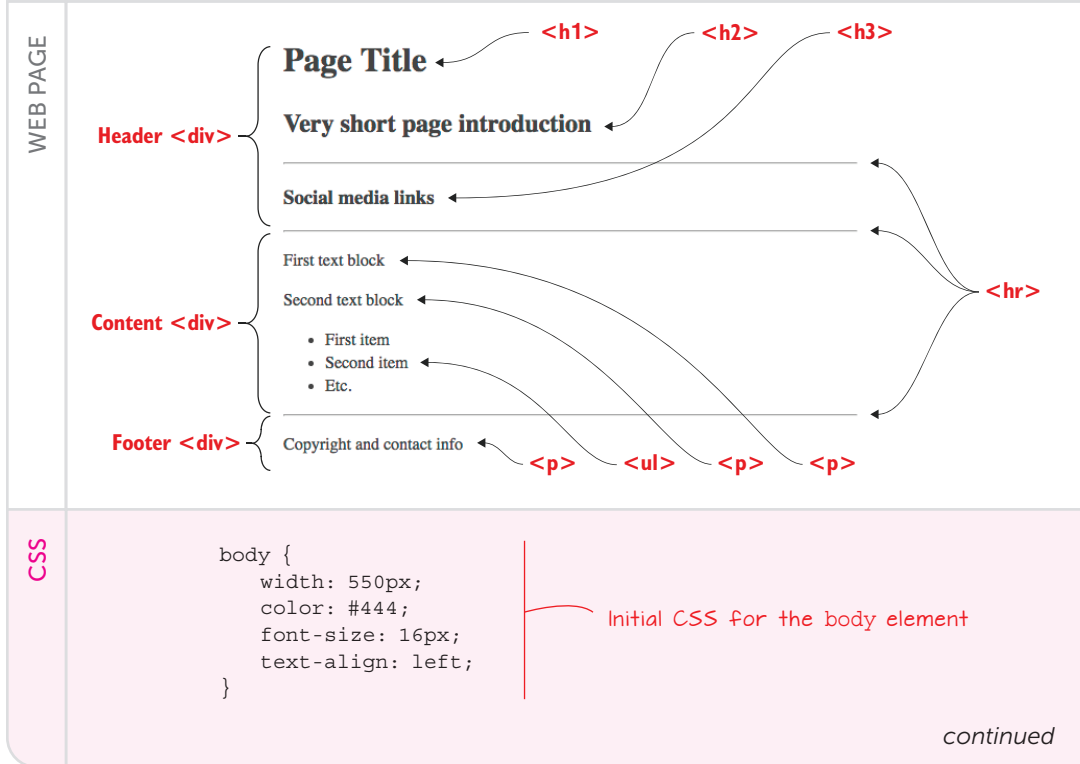 WEB PAGE
<h1>
<h2>
<h3>
Page Title
Header <div>
Very short page introduction
Social media links
First text block
Second text block
<hr>
Content <div>
• First item
• Second item
• Etc.
Footer <div>
Copyright and contact info
<p>
<ul>
<p>
<p>
CSS
body {
    width: 550px;
    color: #444;
    font-size: 16px;
    text-align: left;
}
Initial CSS for the body element
continued